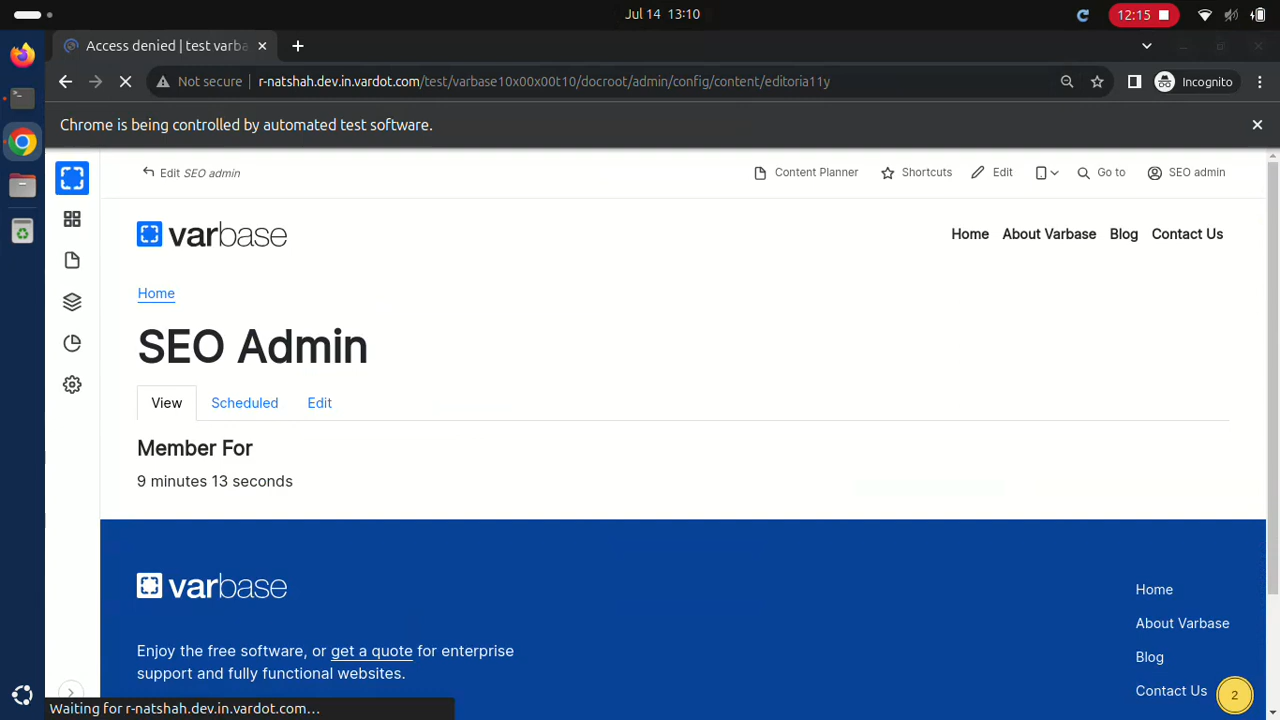 Jul 14 13:10
12:15
Access denied | test varba
Not secure
r-natshah.dev.in.vardot.com/test/varbase10x00x00t10/docroot/admin/config/content/editoria11y
Incognito
Chrome is being controlled by automated test software.
Edit SEO admin
Content Planner
Shortcuts
Edit
Go to
SEO admin
varbase
Home
About Varbase
Blog
Contact Us
Home
SEO Admin
View
Scheduled
Edit
Member For
9 minutes 13 seconds
varbase
Enjoy the free software, or get a quote for enterprise
support and fully functional websites.
Home
About Varbase
Blog
Contact Us
2
Waiting for r-natshah.dev.in.vardot.com...